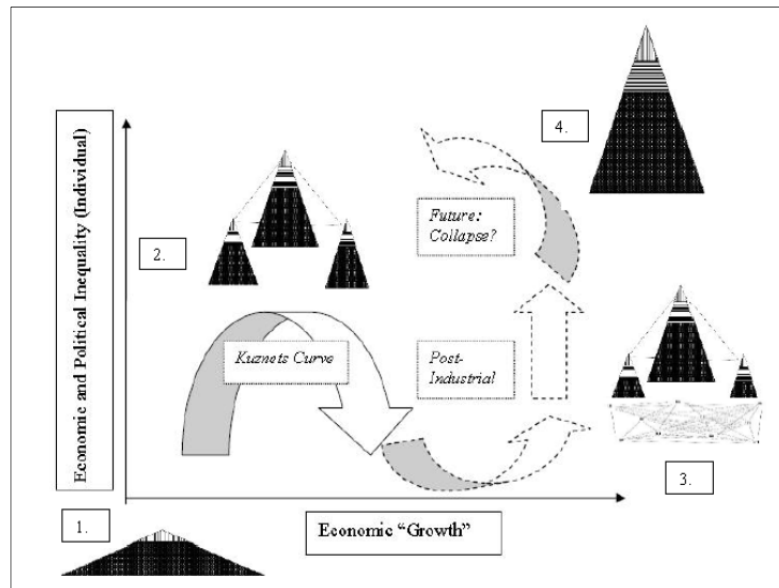 4.
Economic and Political Inequality (Individual)
Future:
Collapse?
2.
Kuznets Curve
Post-
Industrial
3.
1.
Economic “Growth”